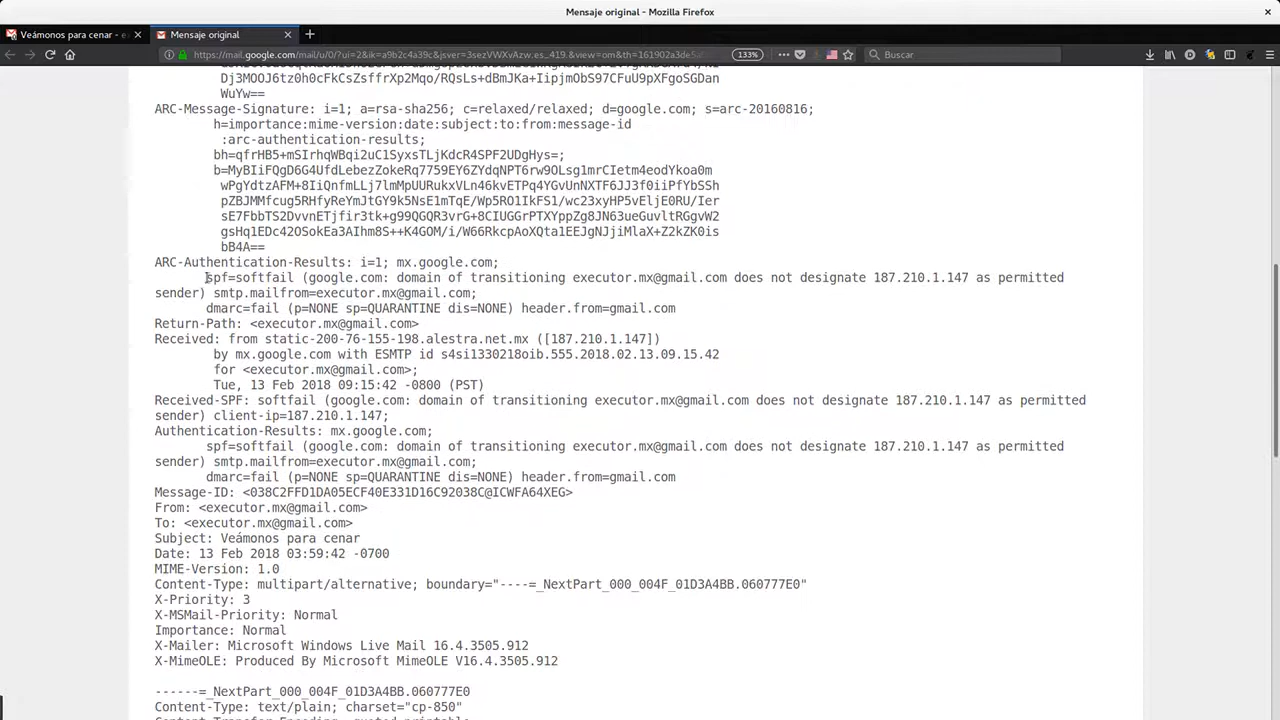 Mensaje original - Mozilla Firefox
Veámonos para cenar - e
Mensaje original
https://mail.google.com/mail/u/0/?ui=2&ik=a9b2c4a39c&jsver=3sezVWXvAzw.es_419.&view=om&th=161902a3de5a
133%
Buscar
Dj3MOOJ6tz0h0cFkCsZsffrXp2Mqo/RQsLs+dBmJKa+IipjmObS97CFuU9pXFgoSGDan
WuYw==
ARC-Message-Signature: i=1; a=rsa-sha256; c=relaxed/relaxed; d=google.com; s=arc-20160816;
h=importance:mime-version:date:subject:to:from:message-id
:arc-authentication-results;
bh=qfrHB5+mSIrhqWBqi2uC1SyxsTLjKdcR4SPF2UDgHys=;
b=MyBIiFQgD6G4UfdLebezZokeRq7759EY6ZYdqNPT6rw9OLsg1mrCIetm4eodYkoa0m
wPgYdtzAFM+8IiQnfmLLj7lmMpUURukxVLn46kvETPq4YGvUnNXTF6JJ3f0iiPfYbSSh
pZBJMMfcug5RHfyReYmJtGY9k5NsE1mTqE/Wp5RO1IkFS1/wc23xyHP5vEljE0RU/Ier
sE7FbbTS2DvvnETjfir3tk+g99QGQR3vrG+8CIUGGrPTXYppZg8JN63ueGuvltRGgvW2
gsHq1EDc42OSokEa3AIhm8S++K4GOM/i/W66RkcpAoXQta1EEJgNJjiMlaX+Z2kZK0is
bB4A==
ARC-Authentication-Results: i=1; mx.google.com;
spf=softfail (google.com: domain of transitioning executor.mx@gmail.com does not designate 187.210.1.147 as permitted
sender) smtp.mailfrom=executor.mx@gmail.com;
dmarc=fail (p=NONE sp=QUARANTINE dis=NONE) header.from=gmail.com
Return-Path: <executor.mx@gmail.com>
Received: from static-200-76-155-198.alestra.net.mx ([187.210.1.147])
by mx.google.com with ESMTP id s4si1330218oib.555.2018.02.13.09.15.42
for <executor.mx@gmail.com>;
Tue, 13 Feb 2018 09:15:42 -0800 (PST)
Received-SPF: softfail (google.com: domain of transitioning executor.mx@gmail.com does not designate 187.210.1.147 as permitted
sender) client-ip=187.210.1.147;
Authentication-Results: mx.google.com;
spf=softfail (google.com: domain of transitioning executor.mx@gmail.com does not designate 187.210.1.147 as permitted
sender) smtp.mailfrom=executor.mx@gmail.com;
dmarc=fail (p=NONE sp=QUARANTINE dis=NONE) header.from=gmail.com
Message-ID: <038C2FFD1DA05ECF40E331D16C92038C@ICWFA64XEG>
From: <executor.mx@gmail.com>
To: <executor.mx@gmail.com>
Subject: Veámonos para cenar
Date: 13 Feb 2018 03:59:42 -0700
MIME-Version: 1.0
Content-Type: multipart/alternative; boundary="----=_NextPart_000_004F_01D3A4BB.060777E0"
X-Priority: 3
X-MSMail-Priority: Normal
Importance: Normal
X-Mailer: Microsoft Windows Live Mail 16.4.3505.912
X-MimeOLE: Produced By Microsoft MimeOLE V16.4.3505.912
------=_NextPart_000_004F_01D3A4BB.060777E0
Content-Type: text/plain; charset="cp-850"